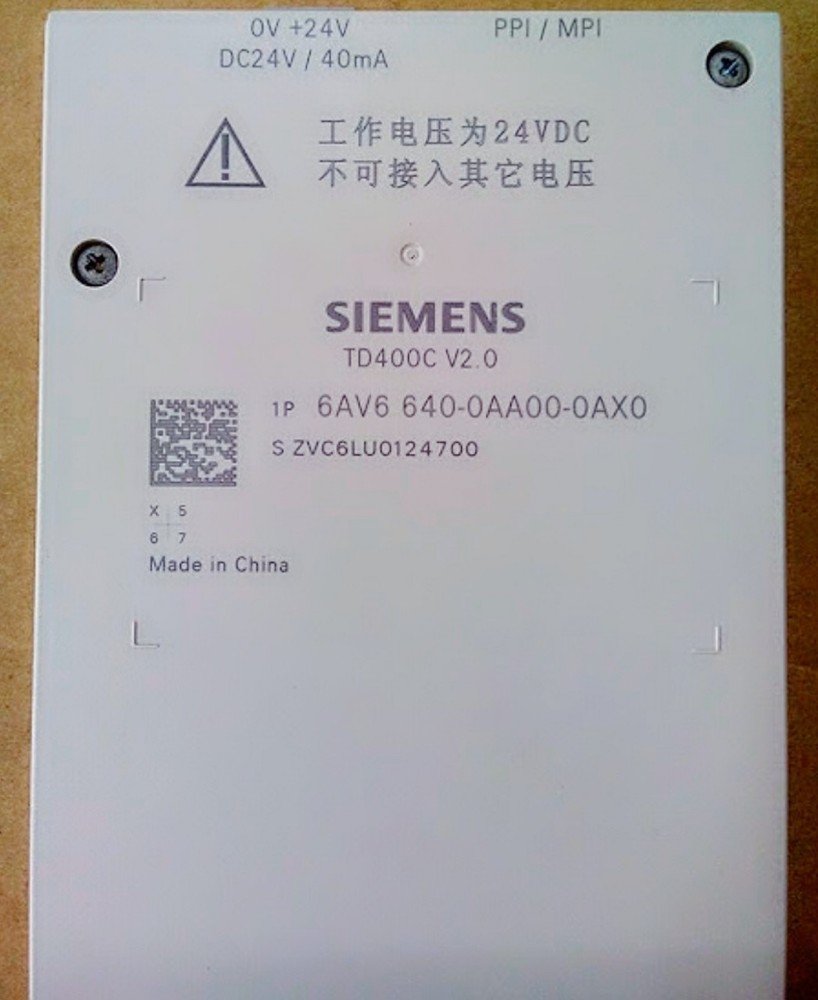 0V +24V PPI / MPI
DC24V / 40mA
工作电压为24VDC
不可接入其它电压
SIEMENS
TD400C V2.0
1P 6AV6 640-0AA00-0AX0
S ZVC6LU0124700
X 5
6 7
Made in China